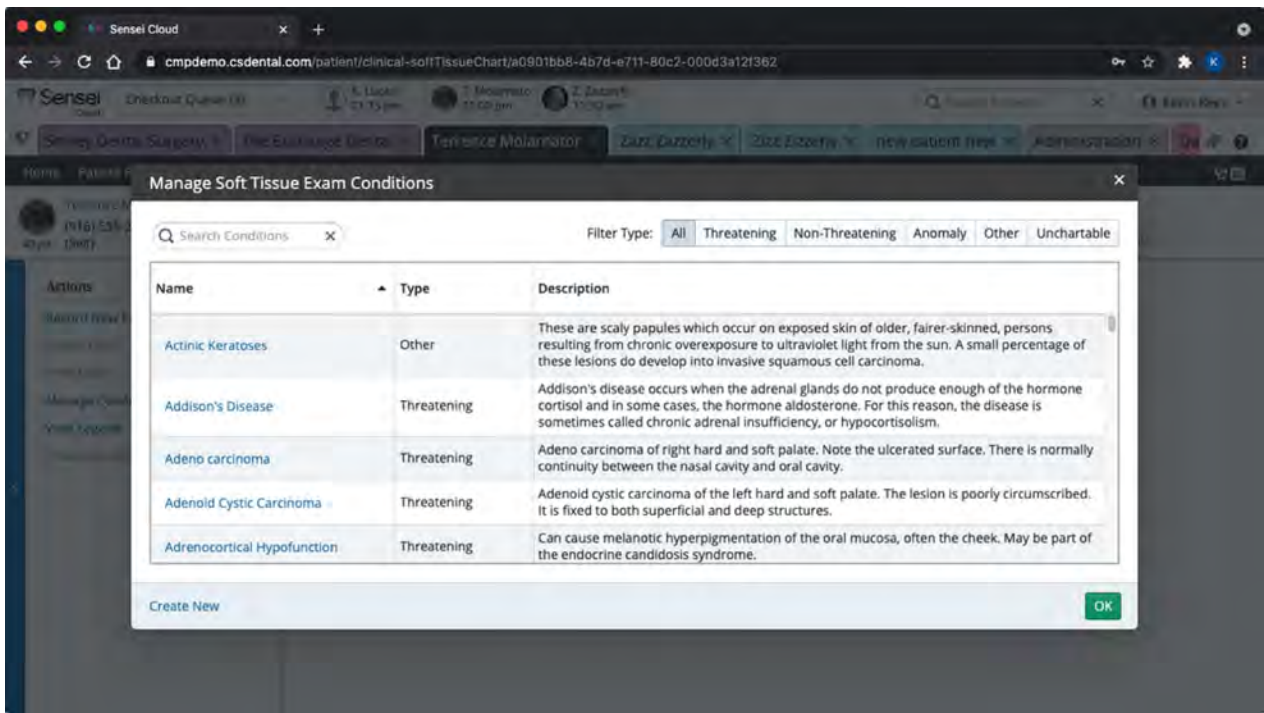 Sensei Cloud
cmpdemo.csdental.com/patient/clinical-softTissueChart/a0901bb8-4b7d-e711-80c2-000d3a12f362
K
Sensei
Cloud
Checkout Queue
Terrence Molarnator
Zazz Zazzerly
Zizz Zizzerly
Administration
Home
Manage Soft Tissue Exam Conditions
Search Conditions
Filter Type: All Threatening Non-Threatening Anomaly Other Unchartable
Actions
Name Type Description
Actinic Keratoses Other These are scaly papules which occur on exposed skin of older, fairer-skinned, persons
resulting from chronic overexposure to ultraviolet light from the sun. A small percentage of
these lesions do develop into invasive squamous cell carcinoma.
Addison's Disease Threatening Addison's disease occurs when the adrenal glands do not produce enough of the hormone
cortisol and in some cases, the hormone aldosterone. For this reason, the disease is
sometimes called chronic adrenal insufficiency, or hypocortisolism.
Adeno carcinoma Threatening Adeno carcinoma of right hard and soft palate. Note the ulcerated surface. There is normally
continuity between the nasal cavity and oral cavity.
Adenoid Cystic Carcinoma Threatening Adenoid cystic carcinoma of the left hard and soft palate. The lesion is poorly circumscribed.
It is fixed to both superficial and deep structures.
Adrenocortical Hypofunction Threatening Can cause melanotic hyperpigmentation of the oral mucosa, often the cheek. May be part of
the endocrine candidosis syndrome.
Create New
OK